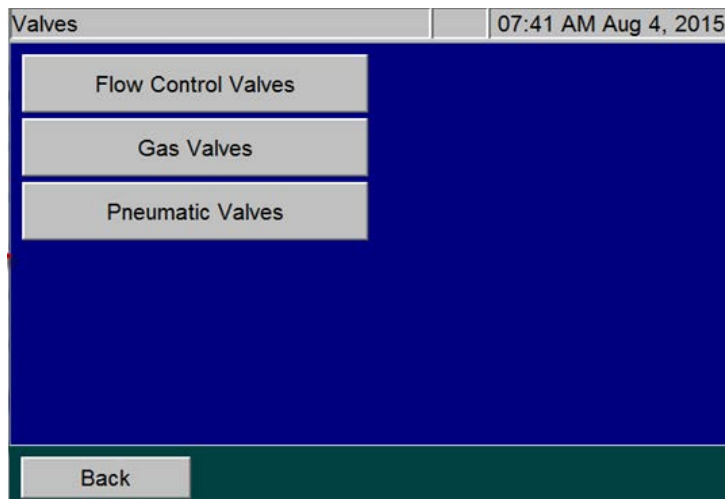 Valves 07:41 AM Aug 4, 2015
Flow Control Valves
Gas Valves
Pneumatic Valves
Back